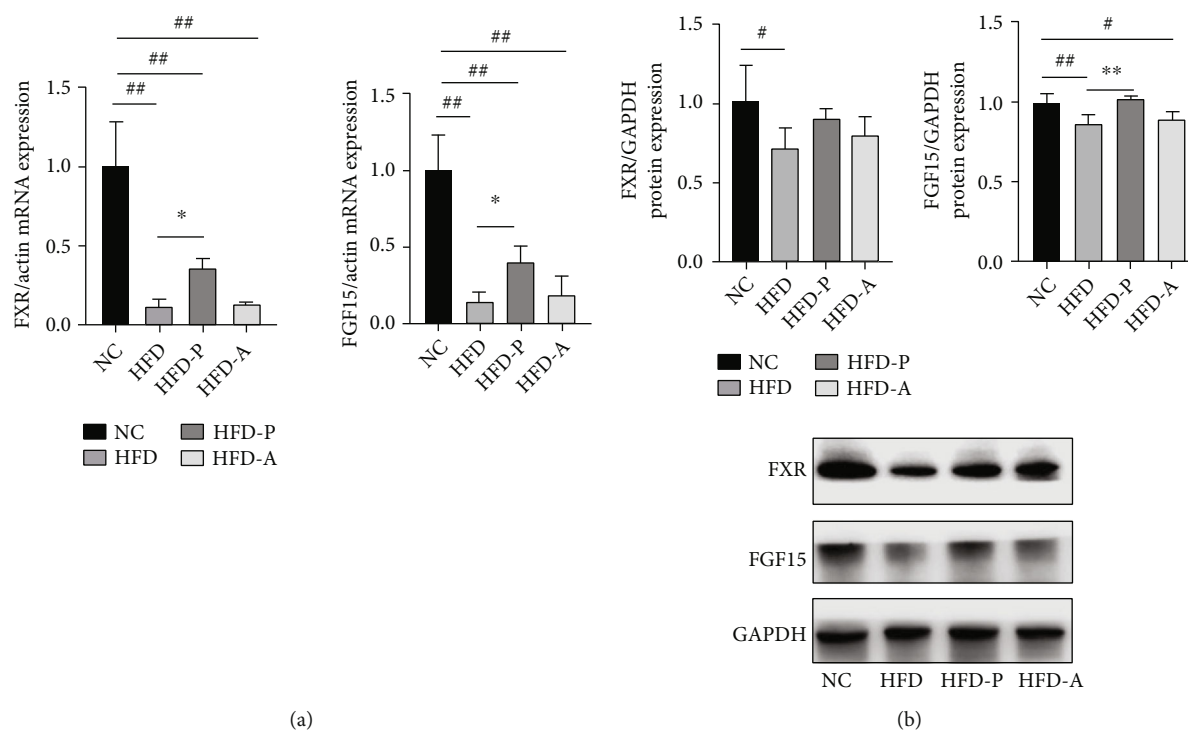 ##
##
##
*
FXR/actin mRNA expression
1.5
1.0
0.5
0.0
NC
HFD
HFD-P
HFD-A
##
##
##
*
FGF15/actin mRNA expression
1.5
1.0
0.5
0.0
NC
HFD
HFD-P
HFD-A
NC HFD-P
HFD HFD-A
(a)
#
FXR/GAPDH
protein expression
1.5
1.0
0.5
0.0
NC
HFD
HFD-P
HFD-A
#
##
**
FGF15/GAPDH
protein expression
1.5
1.0
0.5
0.0
NC
HFD
HFD-P
HFD-A
NC HFD-P
HFD HFD-A
FXR
FGF15
GAPDH
NC HFD HFD-P HFD-A
(b)